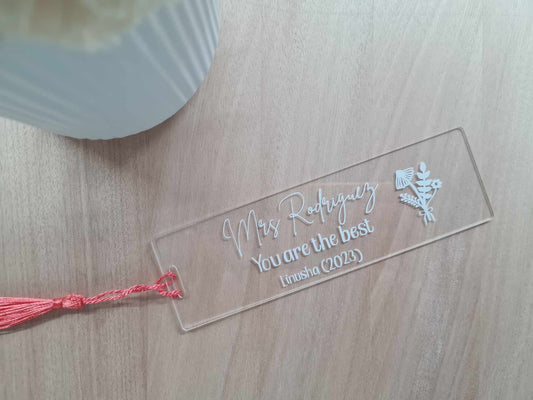 Mrs Rodriguez
You are the best
Linusha (2023)